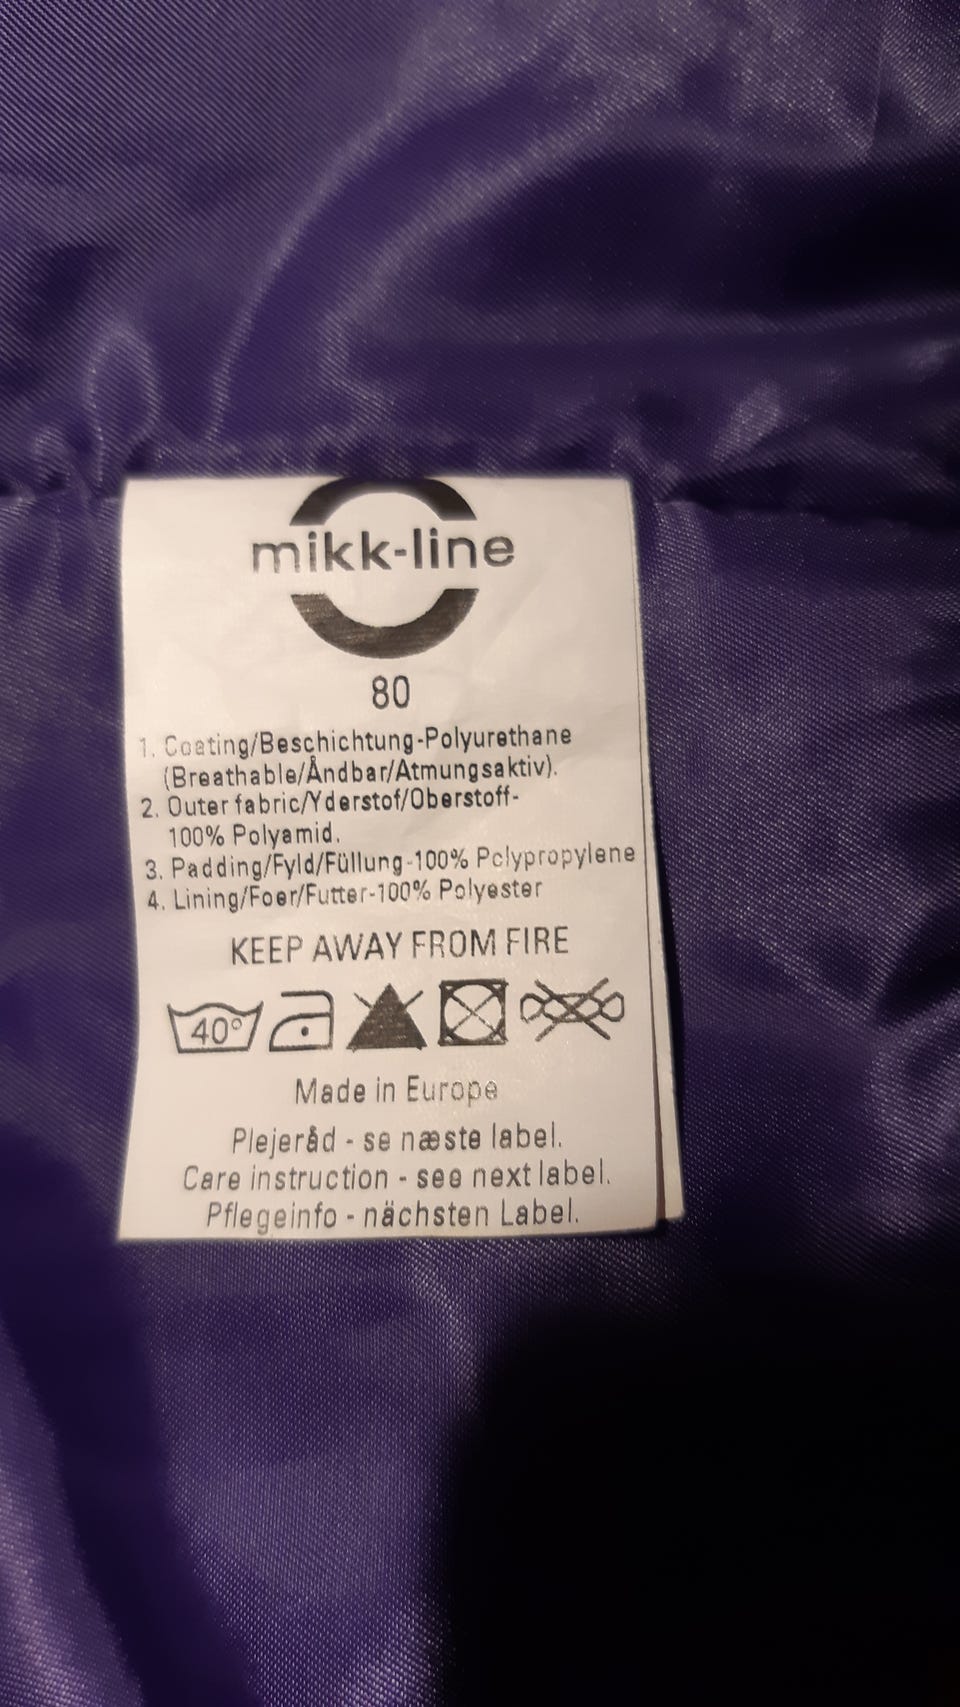 mikk-line
80
1. Coating/Beschichtung-Polyurethane
(Breathable/Åndbar/Atmungsaktiv).
2. Outer fabric/Yderstof/Oberstoff-
100% Polyamid.
3. Padding/Fyld/Füllung-100% Polypropylene
4. Lining/Foer/Futter-100% Polyester
KEEP AWAY FROM FIRE
40°
Made in Europe
Plejeråd - se næste label.
Care instruction - see next label.
Pflegeinfo - nächsten Label.